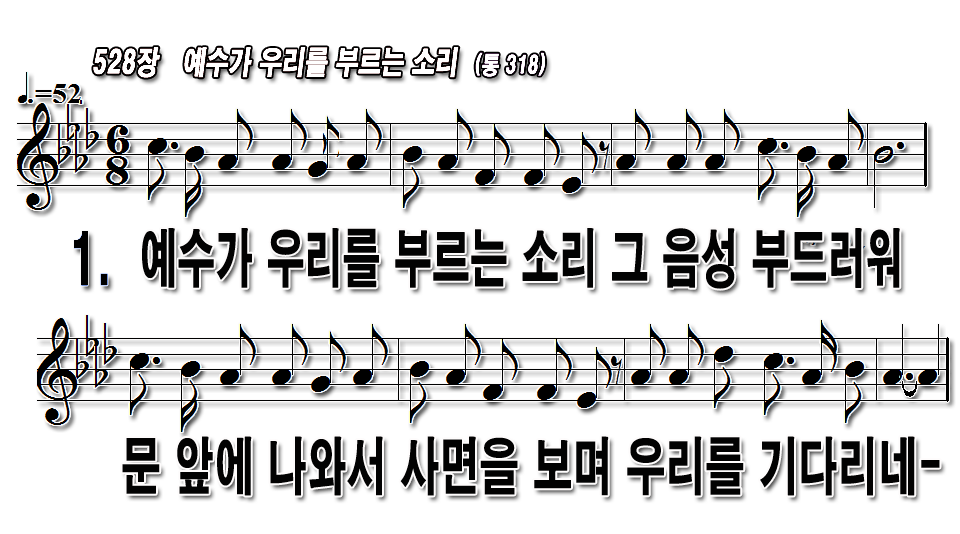 528장 예수가 우리를 부르는 소리 (통 318)
♩.=52
6
8
1. 예수가 우리를 부르는 소리 그 음성 부드러워
문 앞에 나와서 사면을 보며 우리를 기다리네-